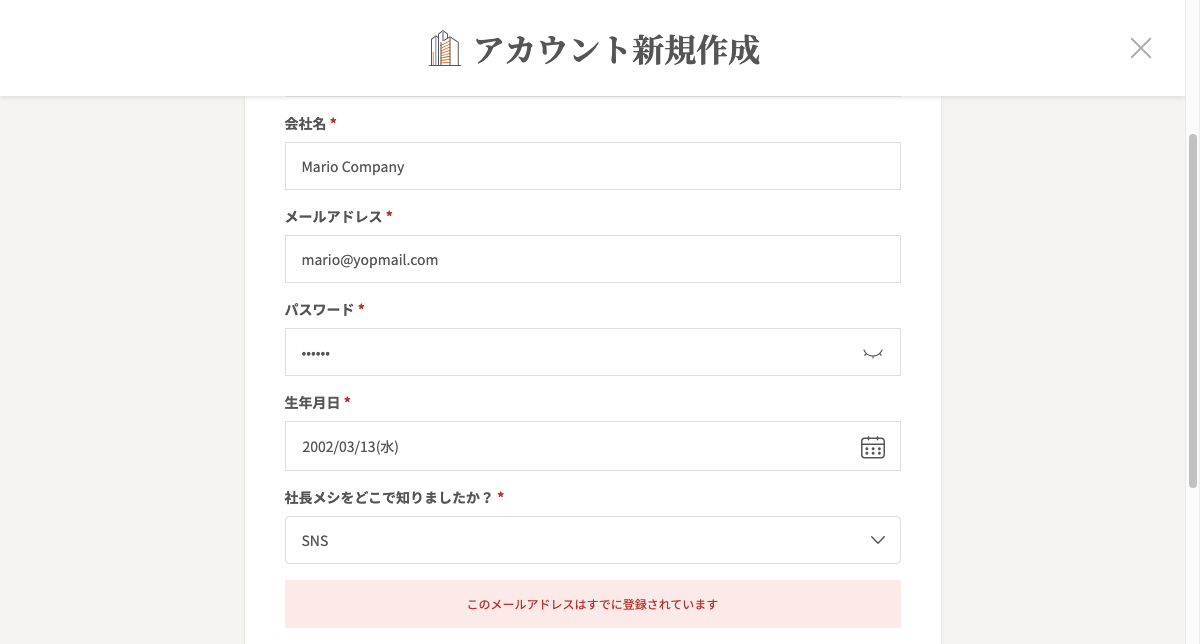 アカウント新規作成
会社名 *
Mario Company
メールアドレス *
mario@yopmail.com
パスワード *
••••••
生年月日 *
2002/03/13(水)
社長メシをどこで知りましたか？ *
SNS
このメールアドレスはすでに登録されています